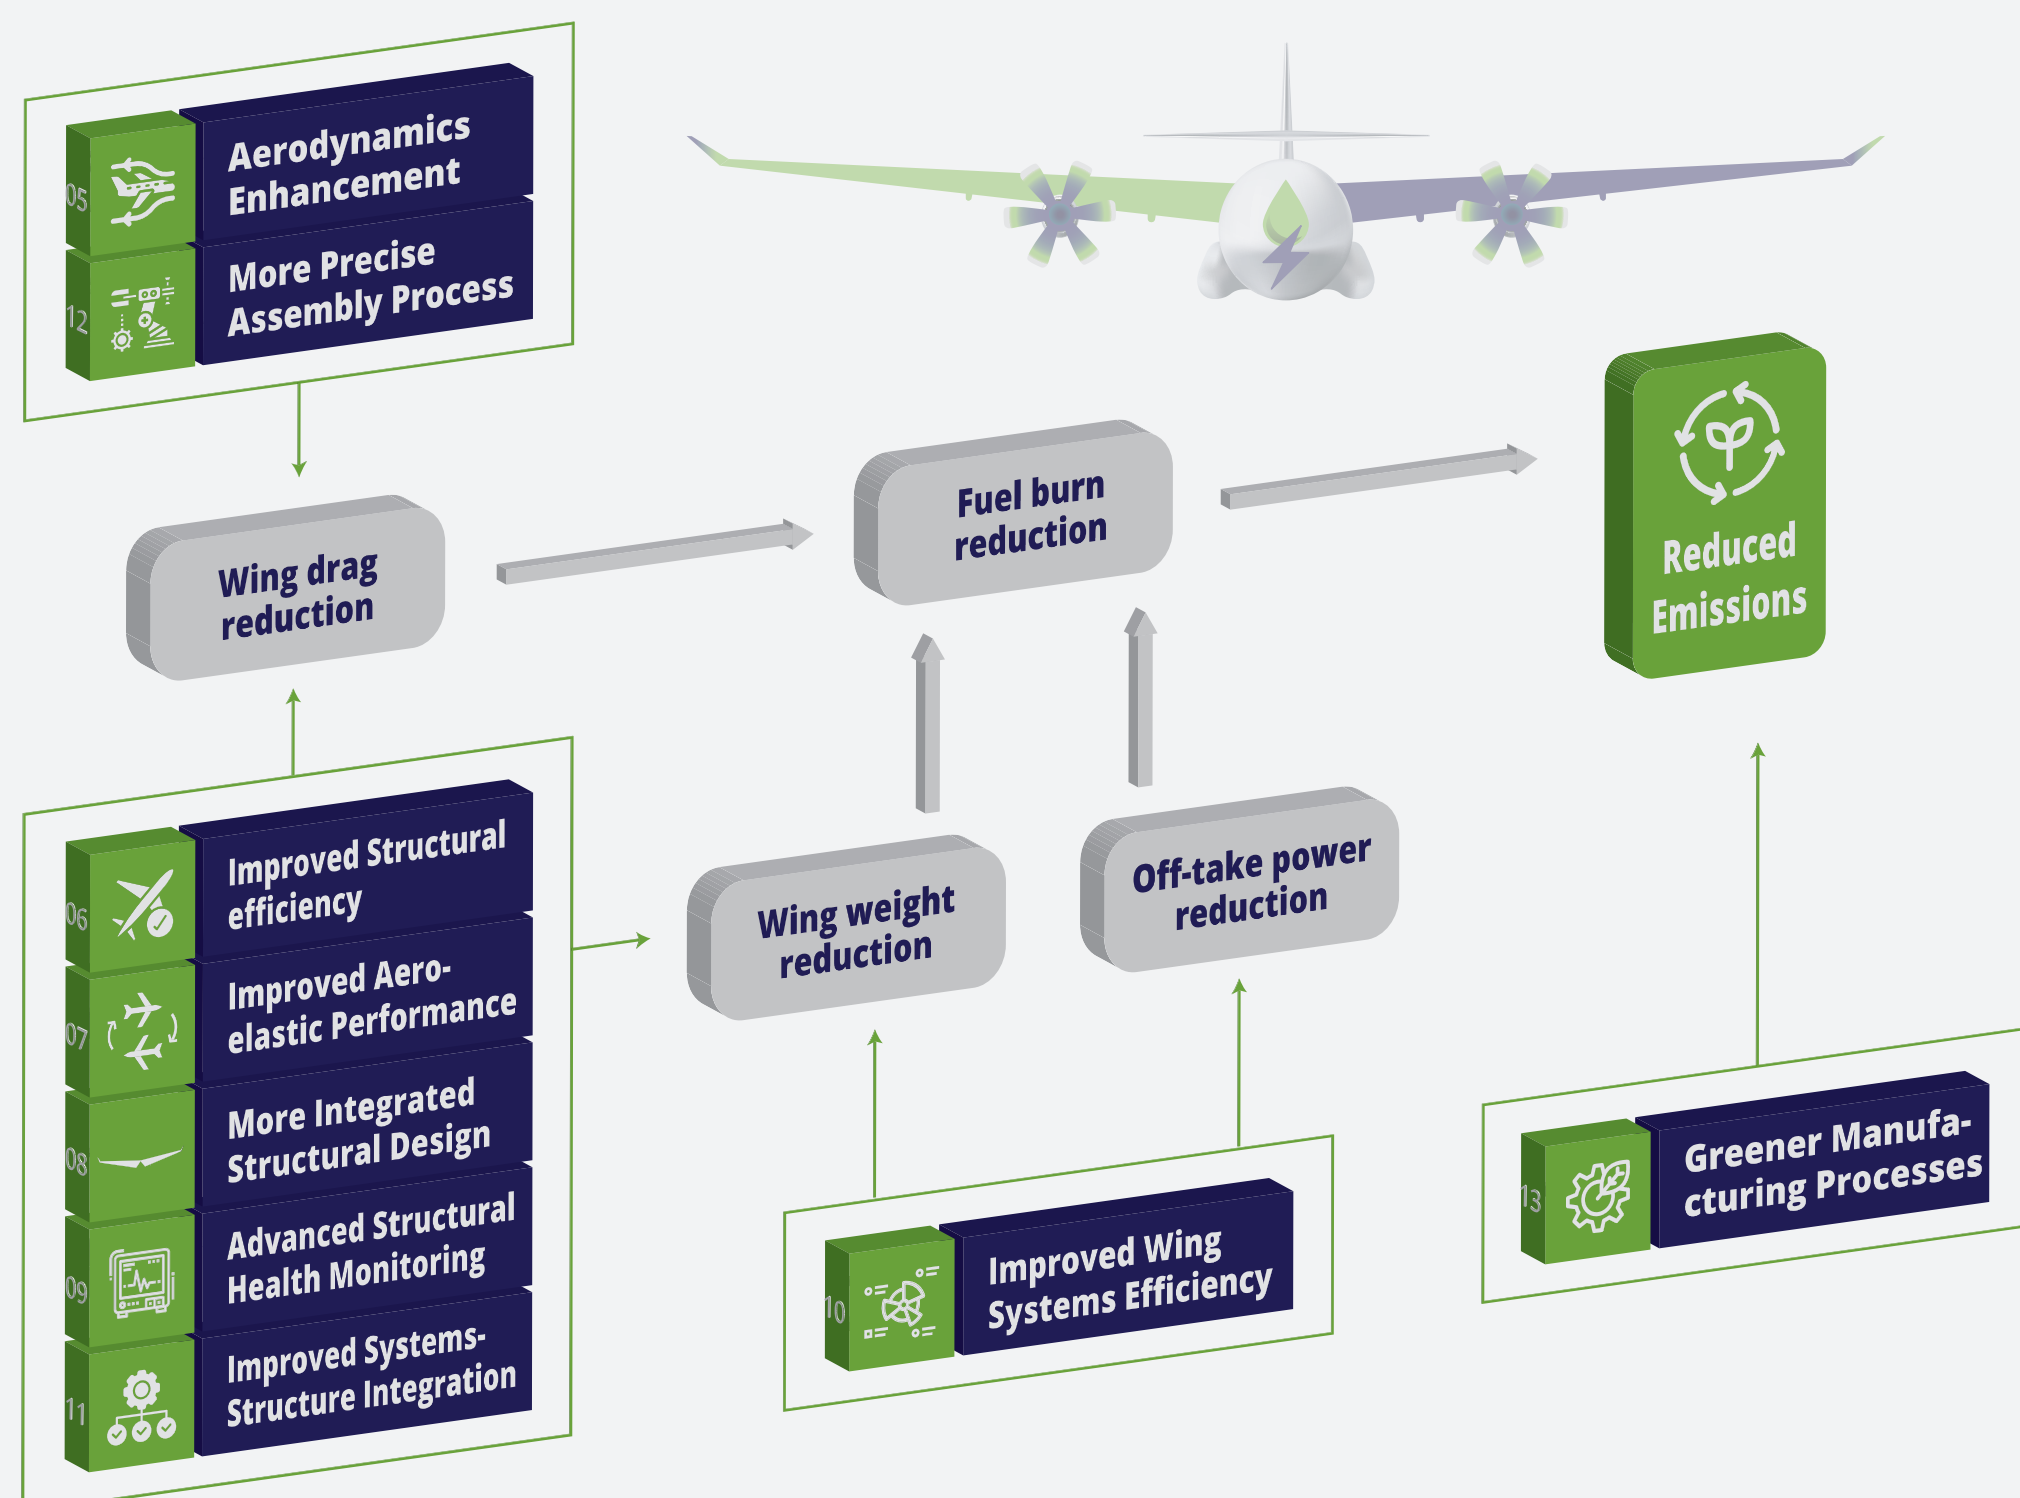 05
Aerodynamics
Enhancement
12
More Precise
Assembly Process
Wing drag
reduction
Fuel burn
reduction
Reduced
Emissions
06
Improved Structural
efficiency
07
Improved Aero-
elastic Performance
08
More Integrated
Structural Design
09
Advanced Structural
Health Monitoring
11
Improved Systems-
Structure Integration
Wing weight
reduction
Off-take power
reduction
10
Improved Wing
Systems Efficiency
13
Greener Manufa-
cturing Processes